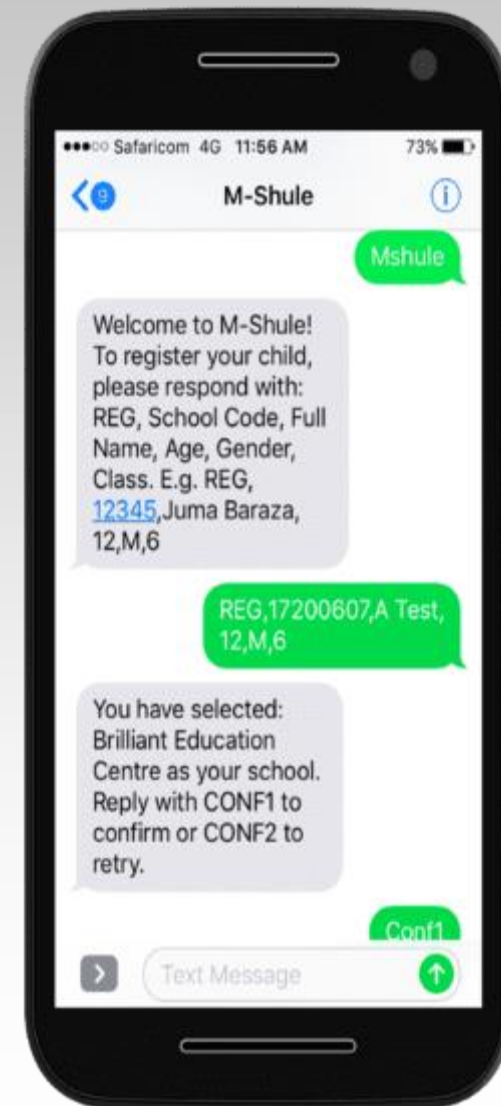 Safaricom 4G 11:56 AM 73%
9 M-Shule
Mshule
Welcome to M-Shule!
To register your child,
please respond with:
REG, School Code, Full
Name, Age, Gender,
Class. E.g. REG,
12345,Juma Baraza,
12,M,6
REG,17200607,A Test,
12,M,6
You have selected:
Brilliant Education
Centre as your school.
Reply with CONF1 to
confirm or CONF2 to
retry.
Conf1
Text Message